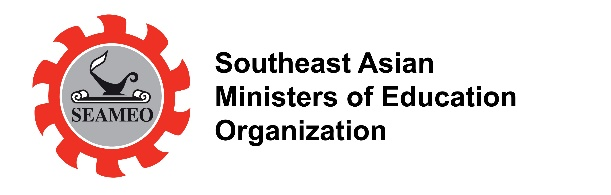 SEAMEO
Southeast Asian
Ministers of Education
Organization